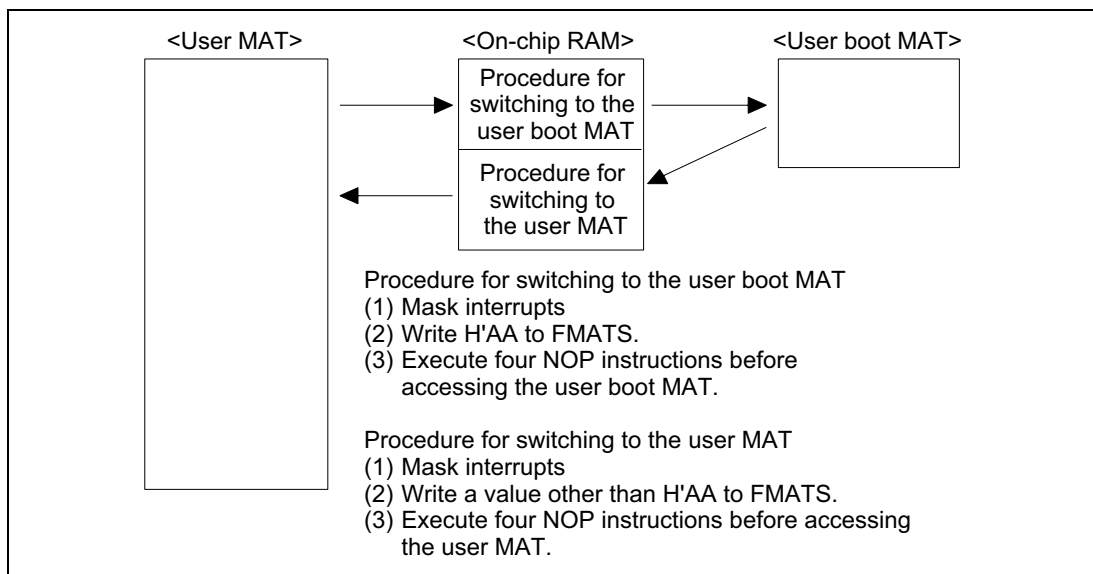 <User MAT>
<On-chip RAM>
<User boot MAT>
Procedure for
switching to the
user boot MAT
Procedure for
switching to
the user MAT
Procedure for switching to the user boot MAT
(1) Mask interrupts
(2) Write H'AA to FMATS.
(3) Execute four NOP instructions before
accessing the user boot MAT.
Procedure for switching to the user MAT
(1) Mask interrupts
(2) Write a value other than H'AA to FMATS.
(3) Execute four NOP instructions before accessing
the user MAT.